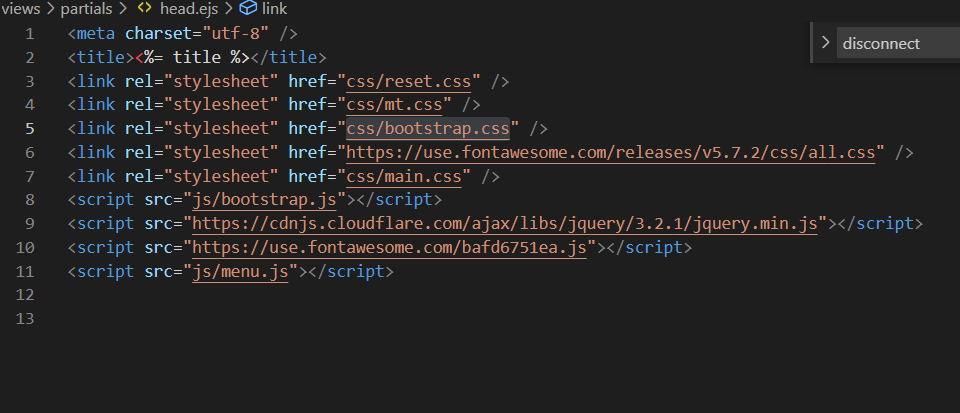 views > partials > <> head.ejs > link
1 <meta charset="utf-8" />
disconnect
2 <title><%= title %></title>
3 <link rel="stylesheet" href="css/reset.css" />
4 <link rel="stylesheet" href="css/mt.css" />
5 <link rel="stylesheet" href="css/bootstrap.css" />
6 <link rel="stylesheet" href="https://use.fontawesome.com/releases/v5.7.2/css/all.css" />
7 <link rel="stylesheet" href="css/main.css" />
8 <script src="js/bootstrap.js"></script>
9 <script src="https://cdnjs.cloudflare.com/ajax/libs/jquery/3.2.1/jquery.min.js"></script>
10 <script src="https://use.fontawesome.com/bafd6751ea.js"></script>
11 <script src="js/menu.js"></script>
12
13